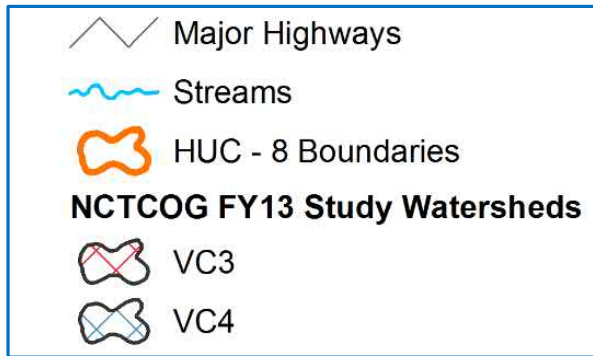 Major Highways
Streams
HUC - 8 Boundaries
NCTCOG FY13 Study Watersheds
VC3
VC4